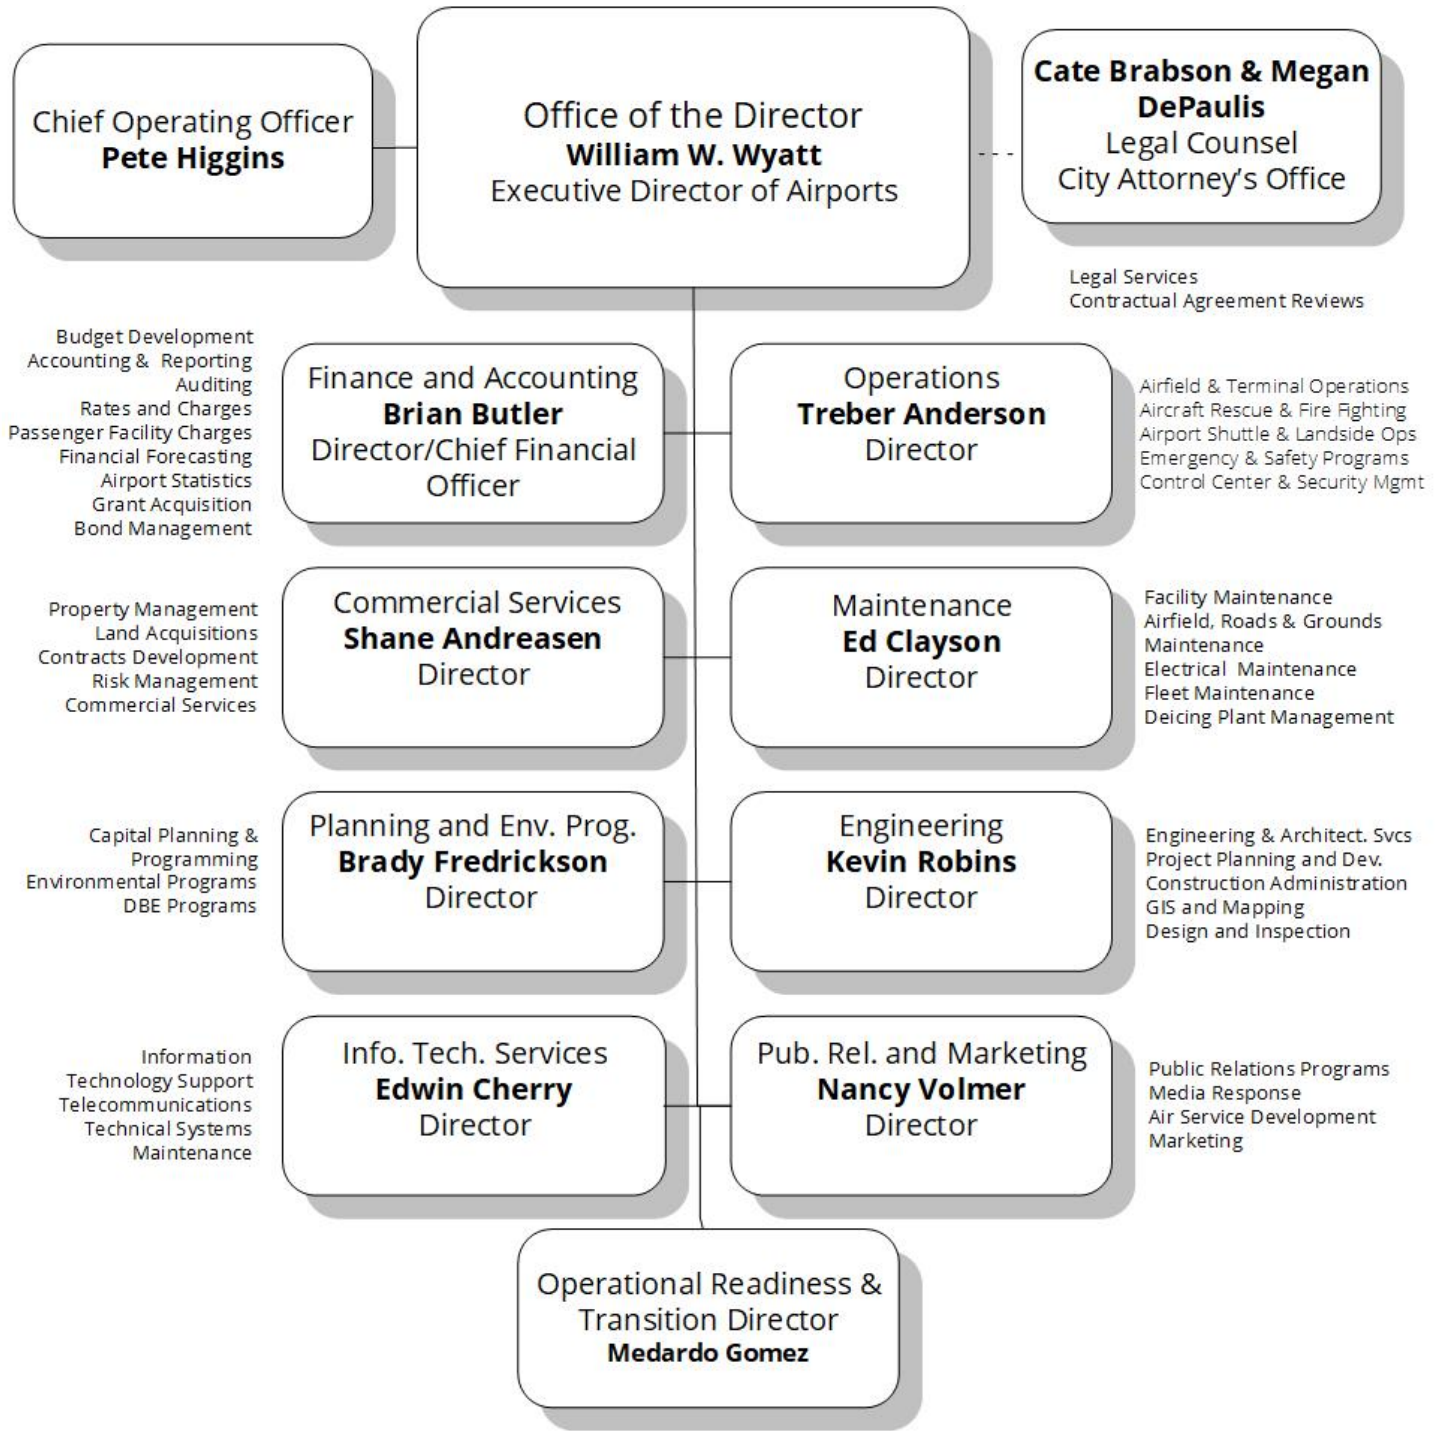 Chief Operating Officer
Pete Higgins
Office of the Director
William W. Wyatt
Executive Director of Airports
Cate Brabson & Megan
DePaulis
Legal Counsel
City Attorney's Office
Legal Services
Contractual Agreement Reviews
Budget Development
Accounting & Reporting
Auditing
Rates and Charges
Passenger Facility Charges
Financial Forecasting
Airport Statistics
Grant Acquisition
Bond Management
Finance and Accounting
Brian Butler
Director/Chief Financial
Officer
Operations
Treber Anderson
Director
Airfield & Terminal Operations
Aircraft Rescue & Fire Fighting
Airport Shuttle & Landside Ops
Emergency & Safety Programs
Control Center & Security Mgmt
Property Management
Land Acquisitions
Contracts Development
Risk Management
Commercial Services
Commercial Services
Shane Andreasen
Director
Maintenance
Ed Clayson
Director
Facility Maintenance
Airfield, Roads & Grounds
Maintenance
Electrical Maintenance
Fleet Maintenance
Deicing Plant Management
Capital Planning &
Programming
Environmental Programs
DBE Programs
Planning and Env. Prog.
Brady Fredrickson
Director
Engineering
Kevin Robins
Director
Engineering & Architect. Svcs
Project Planning and Dev.
Construction Administration
GIS and Mapping
Design and Inspection
Information
Technology Support
Telecommunications
Technical Systems
Maintenance
Info. Tech. Services
Edwin Cherry
Director
Pub. Rel. and Marketing
Nancy Volmer
Director
Public Relations Programs
Media Response
Air Service Development
Marketing
Operational Readiness &
Transition Director
Medardo Gomez